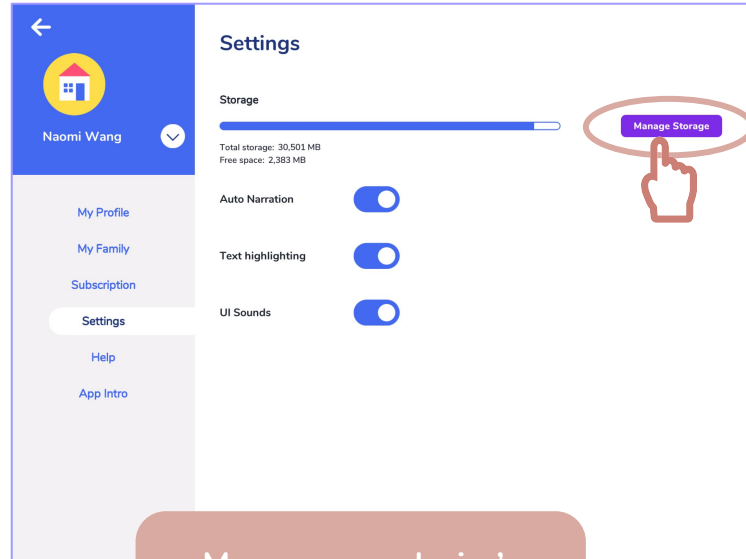 Settings
Naomi Wang
My Profile
My Family
Subscription
Settings
Help
App Intro
Storage
Total storage: 30,501 MB
Free space: 2,383 MB
Manage Storage
Auto Narration
Text highlighting
UI Sounds